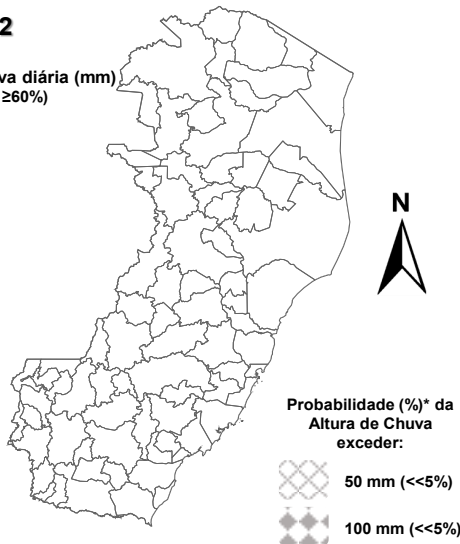 2
va diária (mm)
≥60%)
N
Probabilidade (%)* da
Altura de Chuva
exceder:
50 mm (<<5%)
100 mm (<<5%)